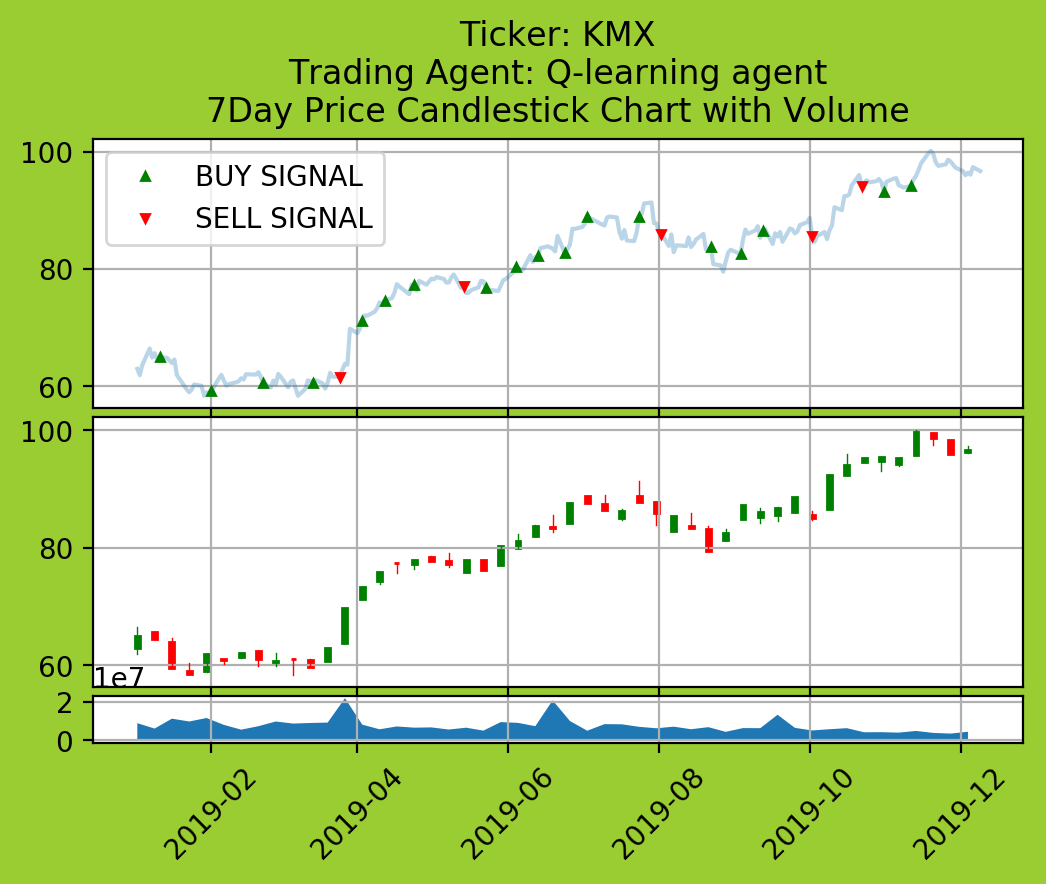 Ticker: KMX
Trading Agent: Q-learning agent
7Day Price Candlestick Chart with Volume
100
80
60
BUY SIGNAL
SELL SIGNAL
100
80
60
1e7
2
0
2019-02
2019-04
2019-06
2019-08
2019-10
2019-12